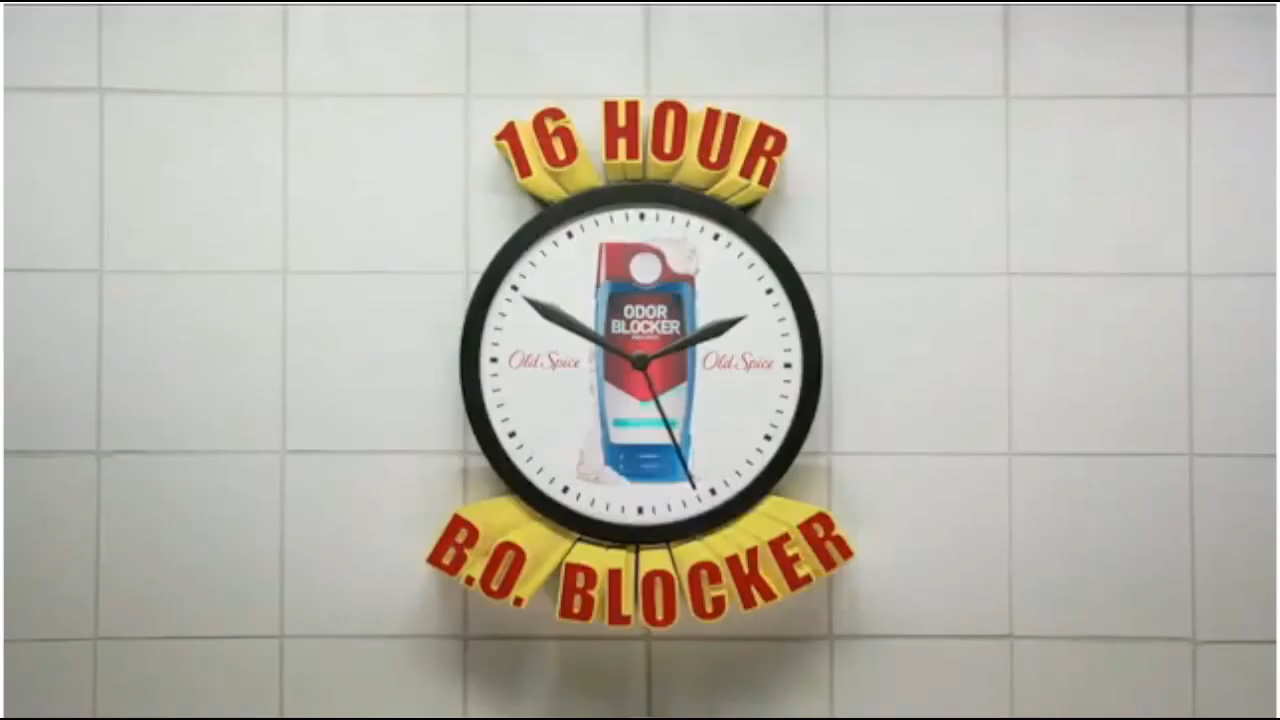 16 HOUR
ODOR
BLOCKER
Old Spice Old Spice
B.O. BLOCKER